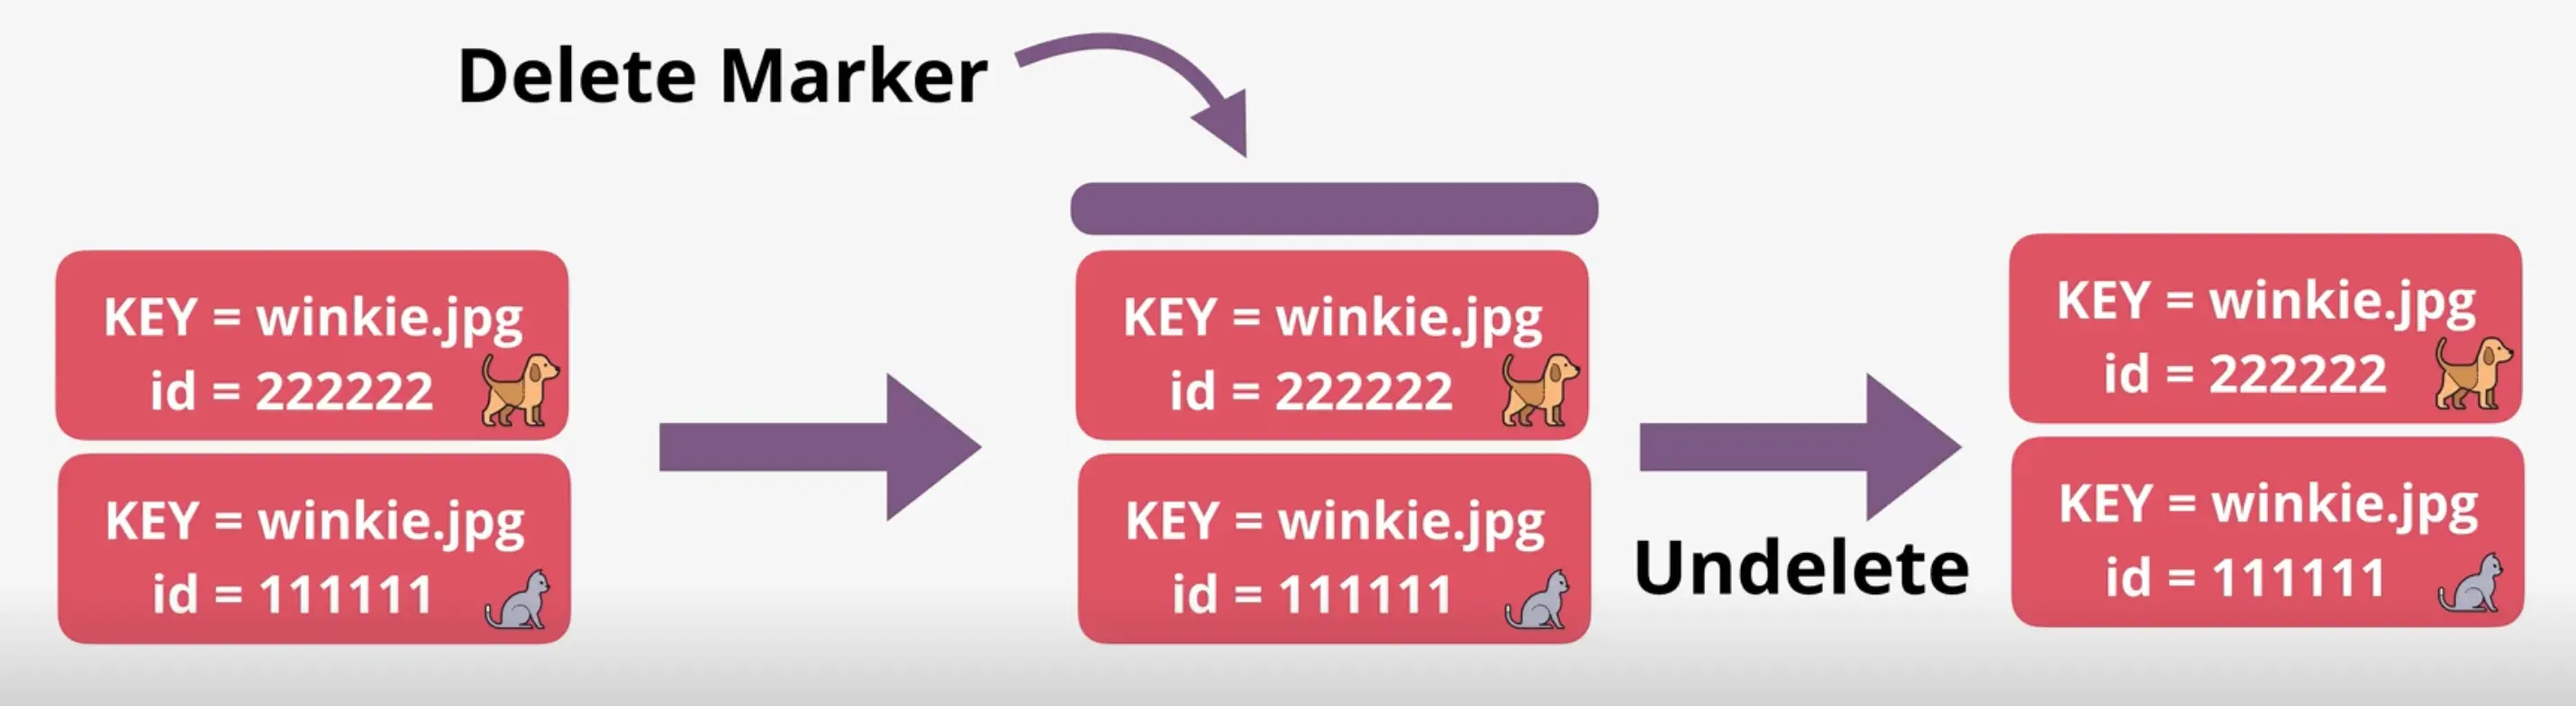 Delete Marker
KEY = winkie.jpg
id = 222222
KEY = winkie.jpg
id = 111111
KEY = winkie.jpg
id = 222222
KEY = winkie.jpg
id = 111111
Undelete
KEY = winkie.jpg
id = 222222
KEY = winkie.jpg
id = 111111